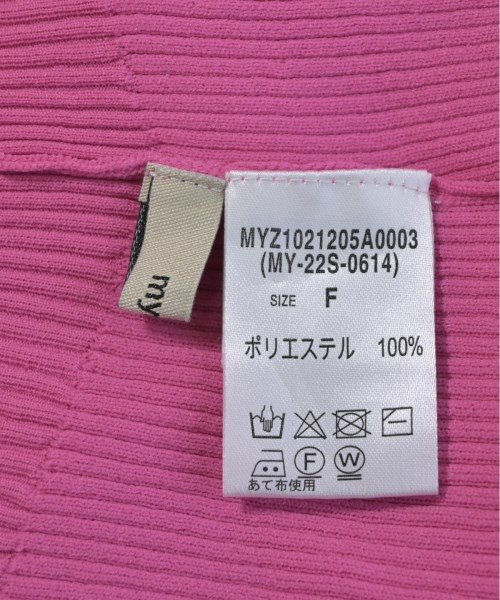 my
MYZ1021205A0003
(MY-22S-0614)
SIZE F
ポリエステル 100%
F W
あて布使用